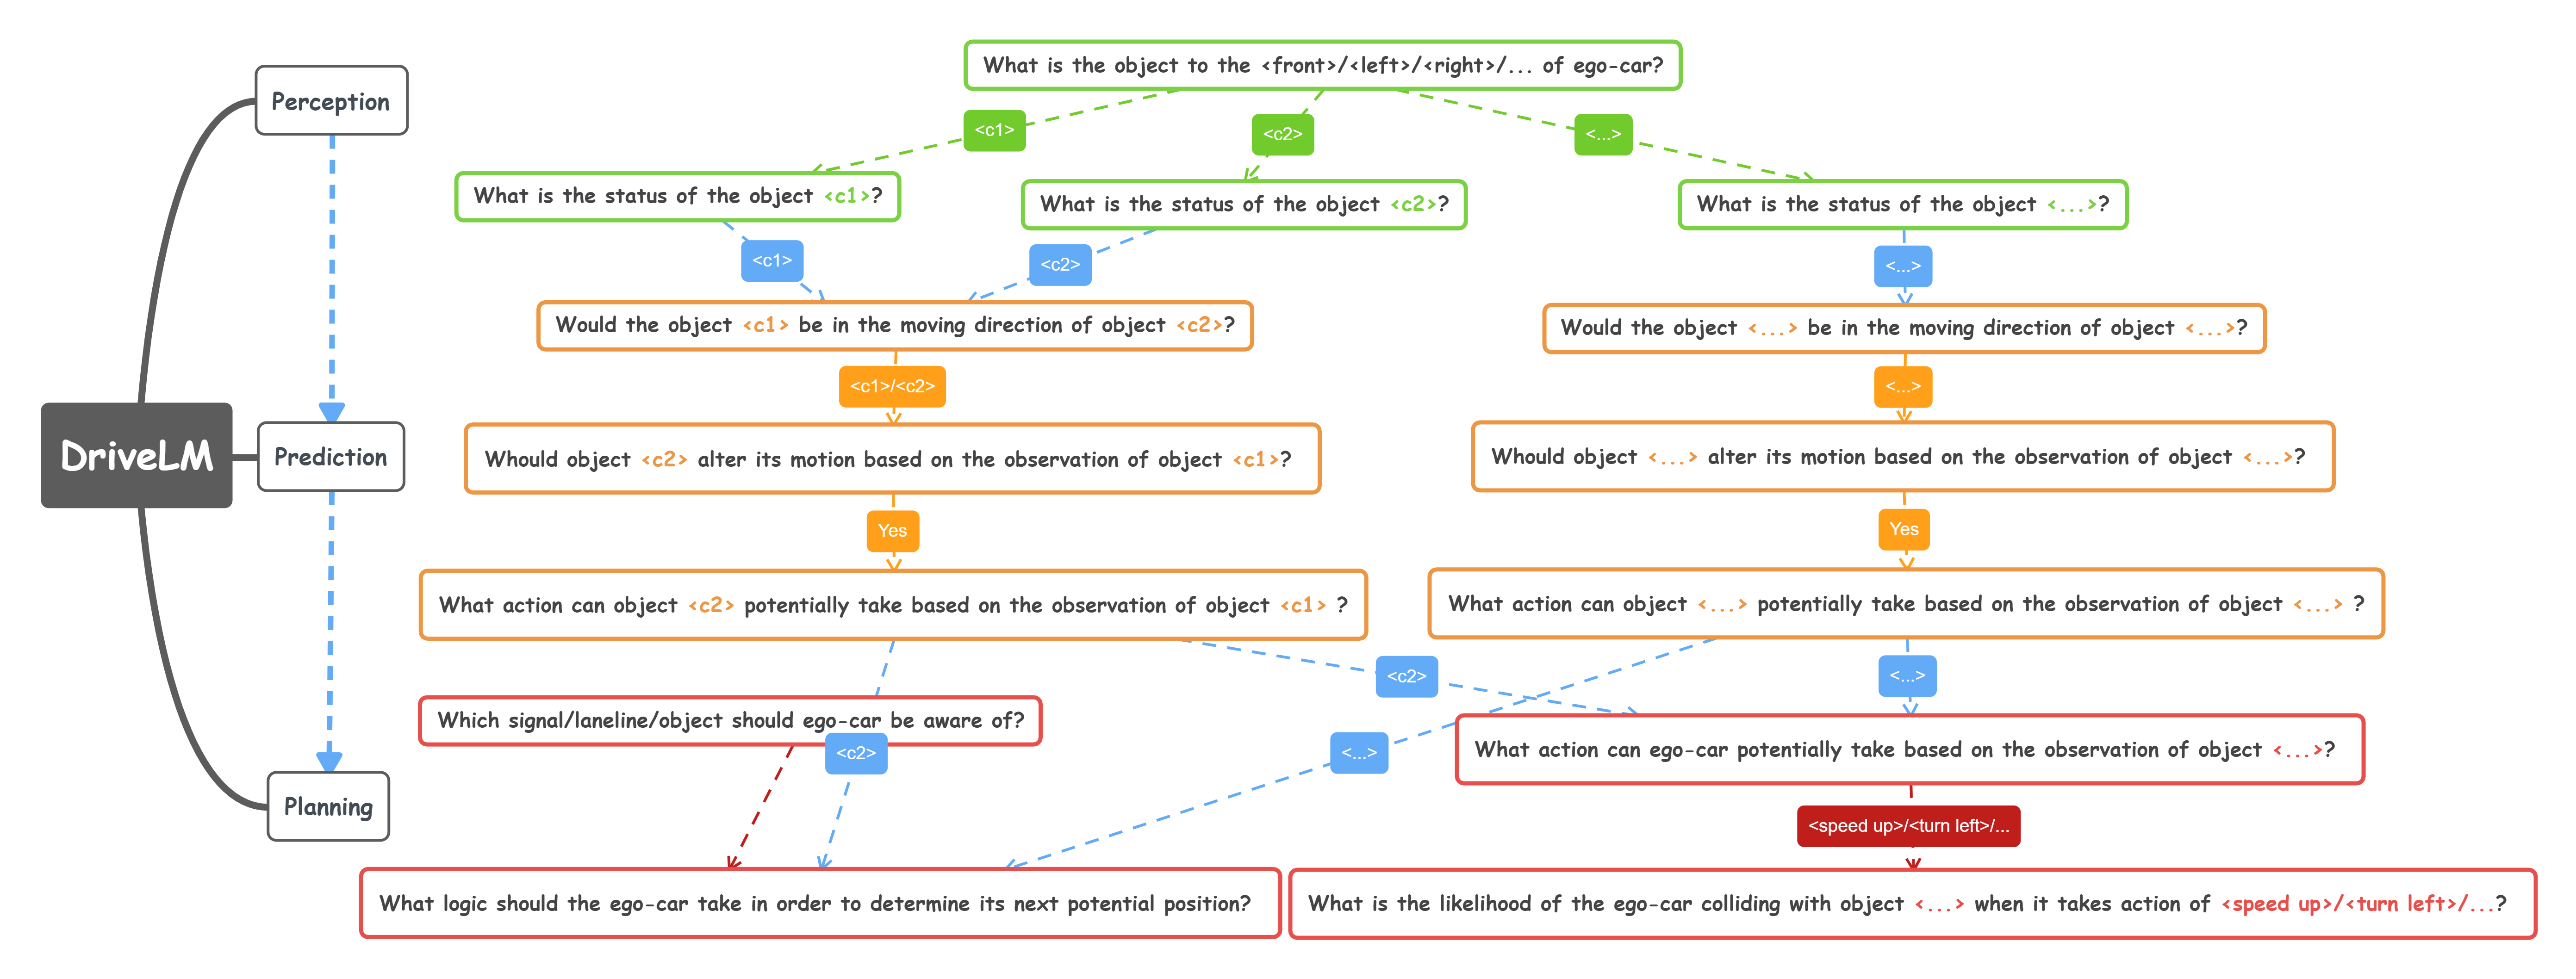 DriveLM
Perception
Prediction
Planning
What is the object to the <front>/<left>/<right>/... of ego-car?
<c1>
<c2>
<...>
What is the status of the object <c1>?
What is the status of the object <c2>?
What is the status of the object <...>?
<c1>
<c2>
<...>
Would the object <c1> be in the moving direction of object <c2>?
Would the object <...> be in the moving direction of object <...>?
<c1>/<c2>
<...>
Whould object <c2> alter its motion based on the observation of object <c1>?
Whould object <...> alter its motion based on the observation of object <...>?
Yes
Yes
What action can object <c2> potentially take based on the observation of object <c1> ?
What action can object <...> potentially take based on the observation of object <...> ?
<c2>
<...>
Which signal/laneline/object should ego-car be aware of?
<c2>
<...>
What action can ego-car potentially take based on the observation of object <...>?
<speed up>/<turn left>/...
What logic should the ego-car take in order to determine its next potential position?
What is the likelihood of the ego-car colliding with object <...> when it takes action of <speed up>/<turn left>/...?